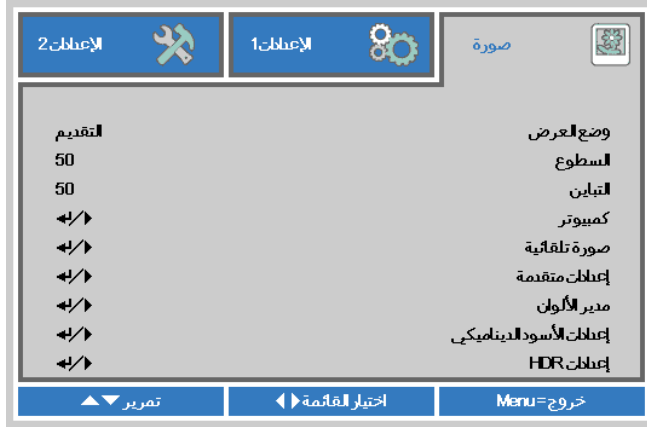 صورة
الإعدادات1
الإعدادات2
وضع العرض التقديم
السطوع 50
التباين 50
كمبيوتر ↵/
صورة تلقائية ↵/
إعدادات متقدمة ↵/
مدير الألوان ↵/
إعدادات الأسود الديناميكي ↵/
إعدادات HDR ↵/
خروج=Menu
اختيار القائمة
تمرير